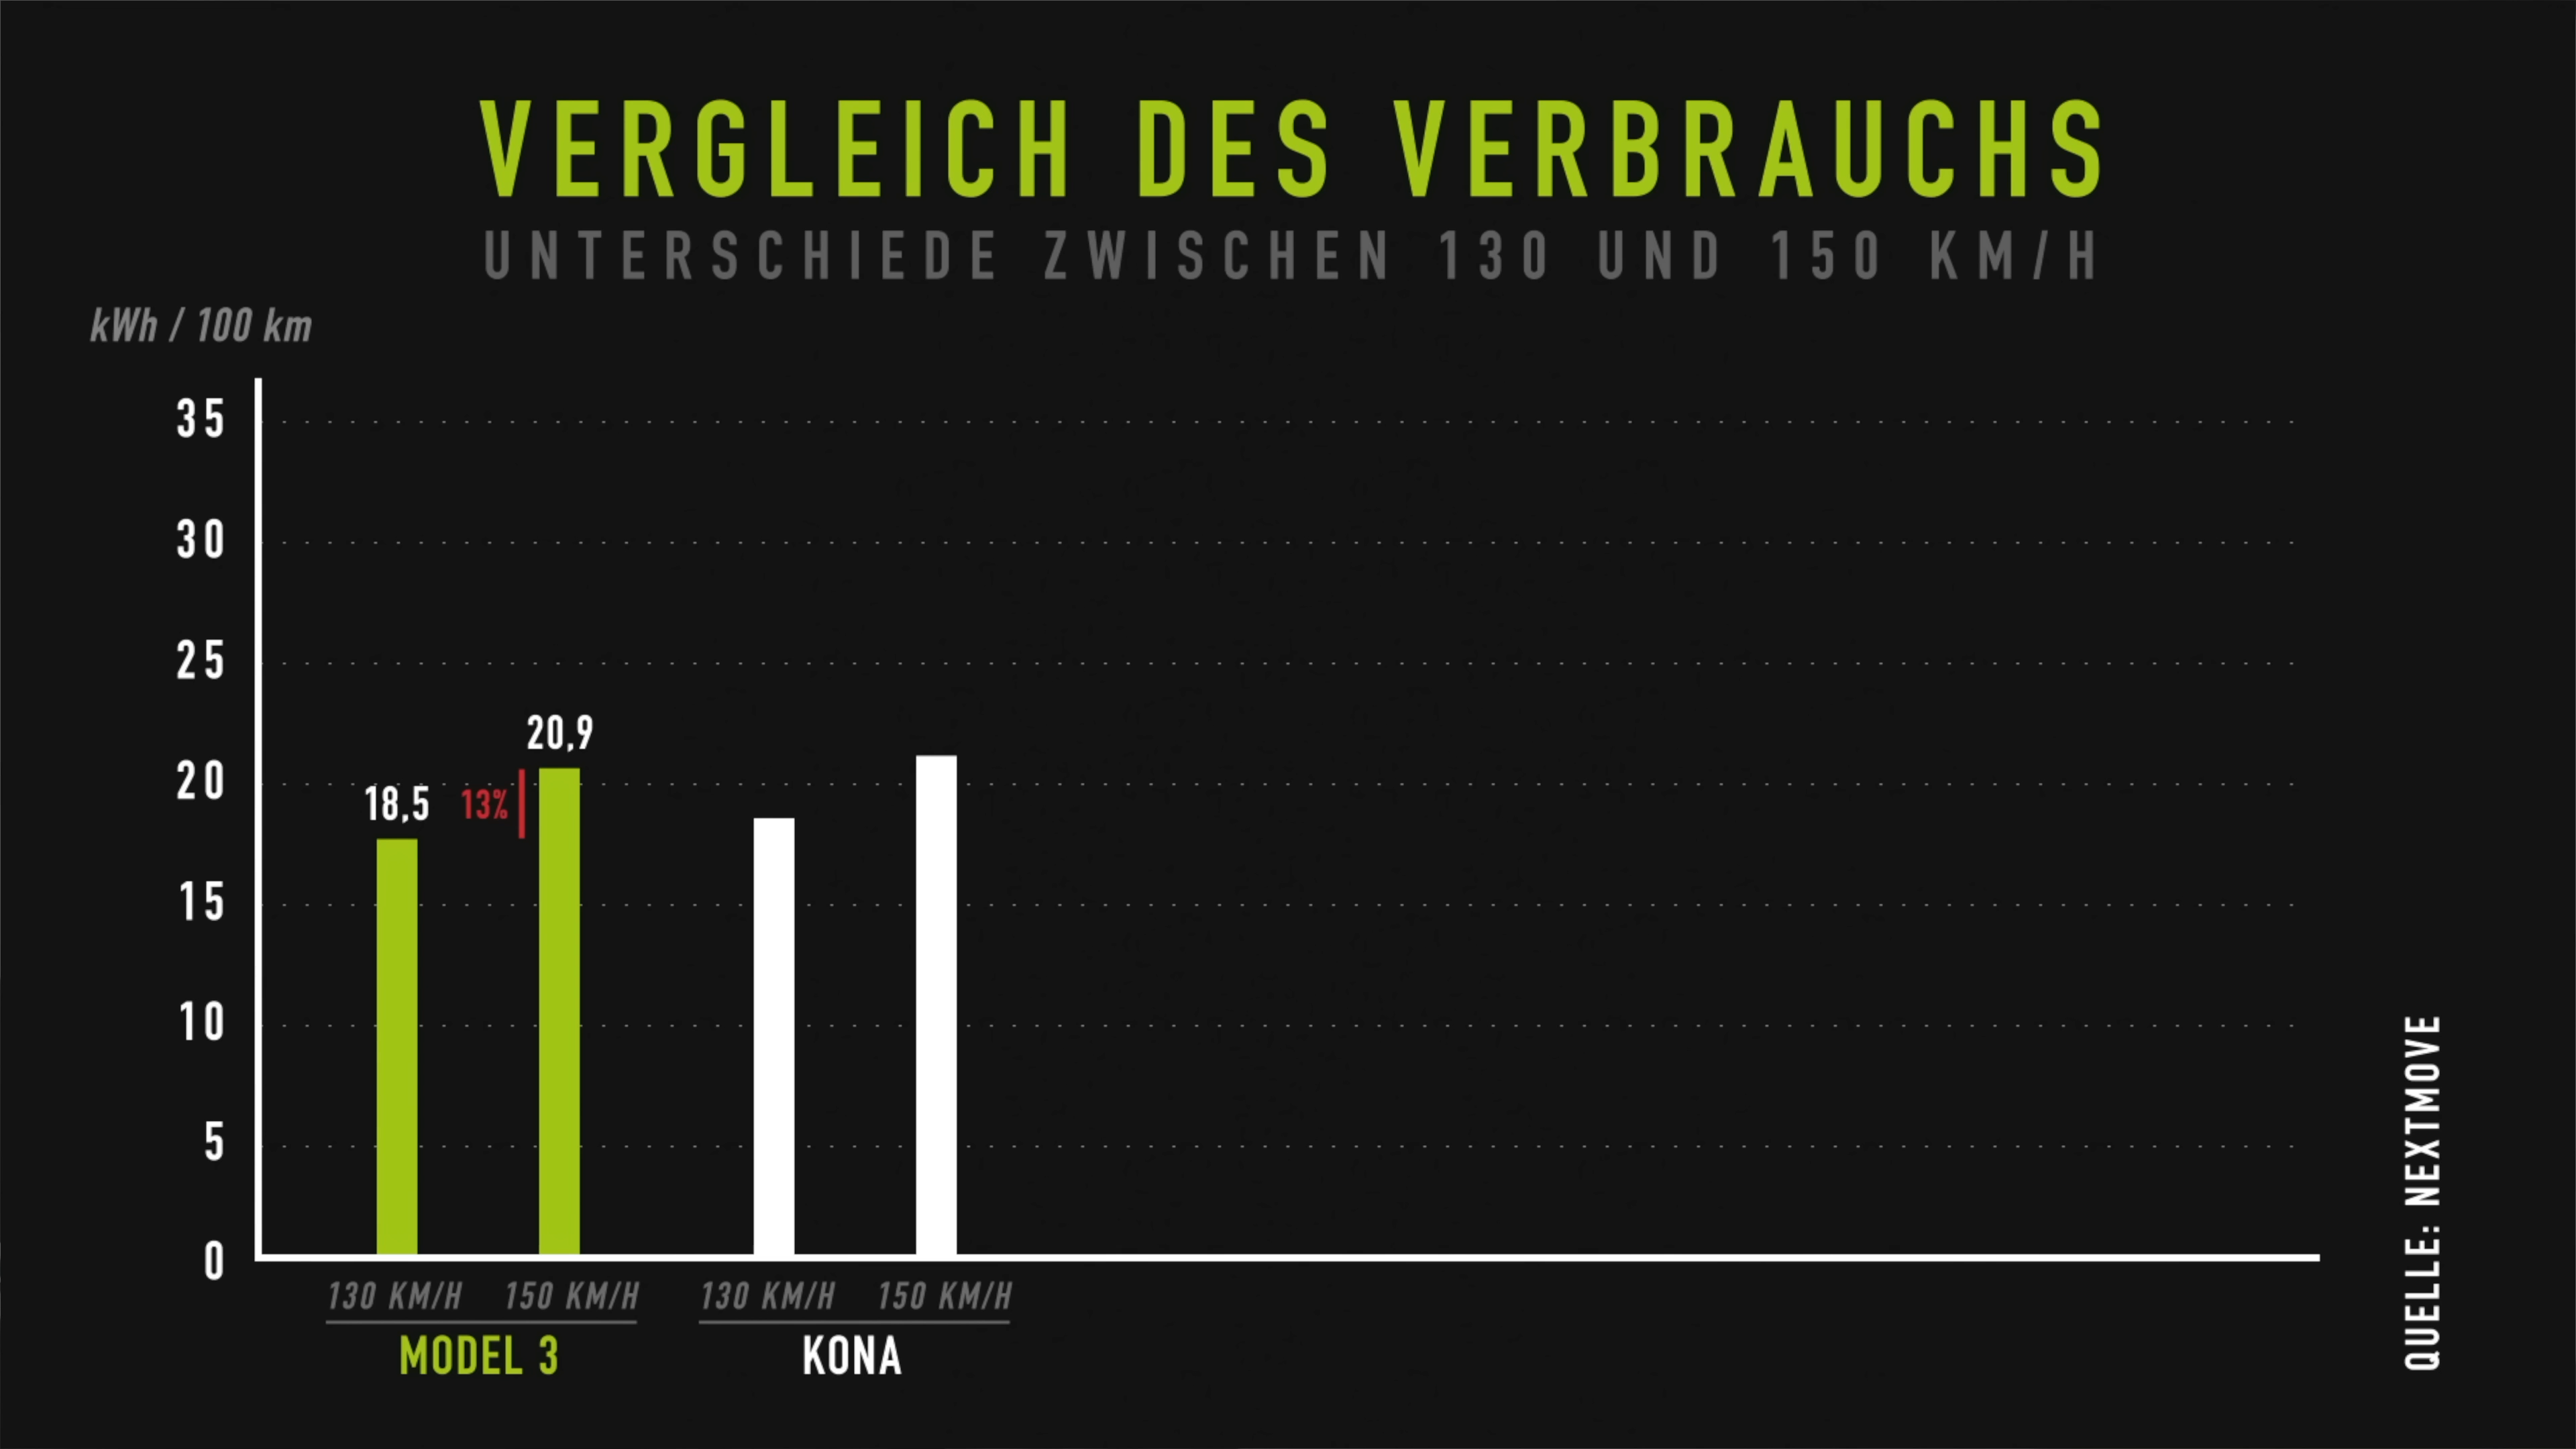 VERGLEICH DES VERBRAUCHS
UNTERSCHIEDE ZWISCHEN 130 UND 150 KM/H
kWh / 100 km
35
30
25
20
15
10
5
0
18,5
13%
20,9
130 KM/H 150 KM/H
MODEL 3
130 KM/H 150 KM/H
KONA
QUELLE: NEXTMOVE